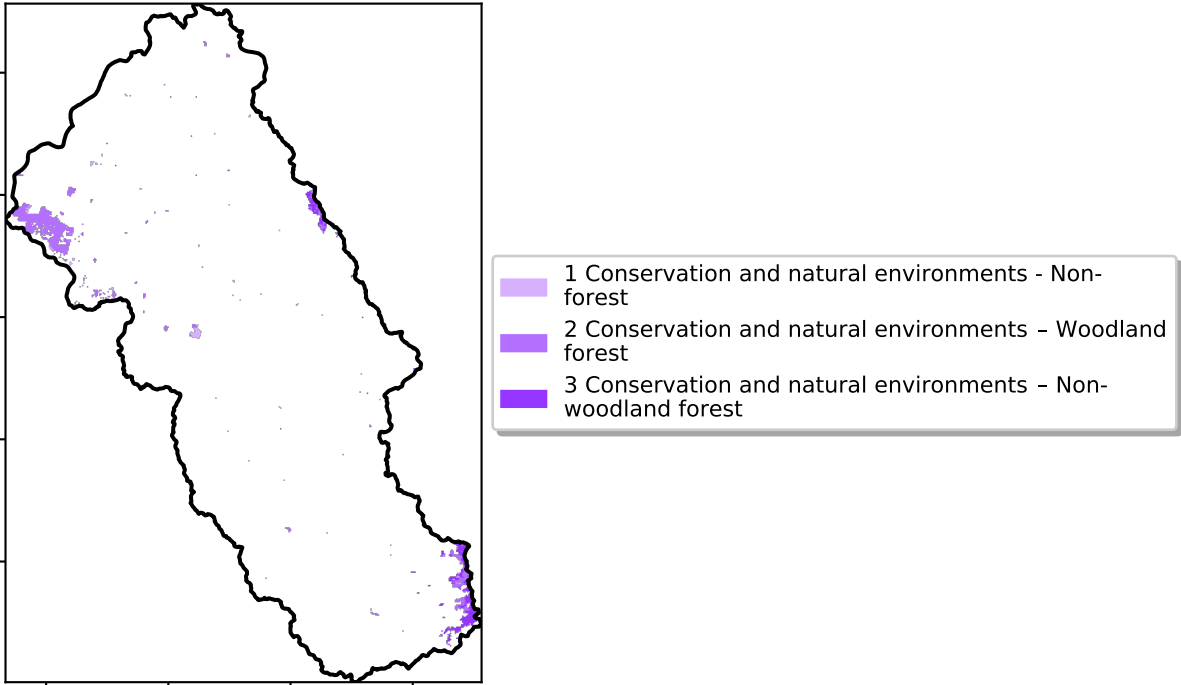 1 Conservation and natural environments - Non-
forest
2 Conservation and natural environments – Woodland
forest
3 Conservation and natural environments – Non-
woodland forest